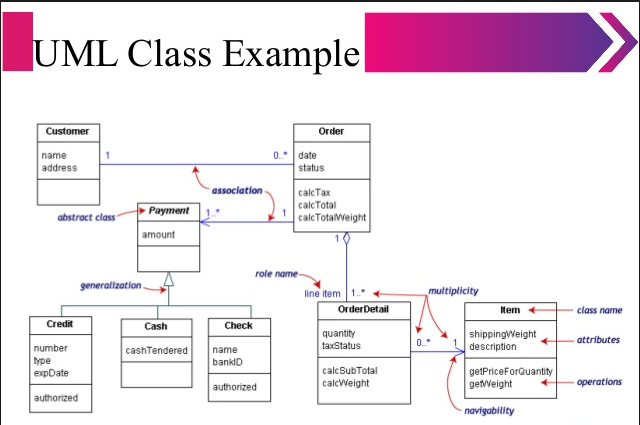 UML Class Example
Customer
name
address
1
0..*
Order
date
status
calcTax
calcTotal
calcTotalWeight
association
abstract class
Payment
amount
1..*
1
generalization
Credit
number
type
expDate
authorized
Cash
cashTendered
Check
name
bankID
authorized
1
role name
line item
1..*
multiplicity
OrderDetail
quantity
taxStatus
calcSubTotal
calcWeight
0..*
1
Item
shippingWeight
description
getPriceForQuantity
getWeight
class name
attributes
operations
navigability